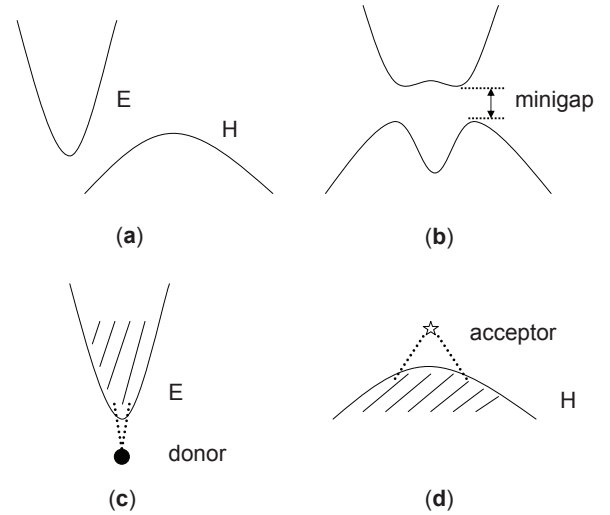 E
H
(a)
minigap
(b)
E
donor
(c)
acceptor
H
(d)